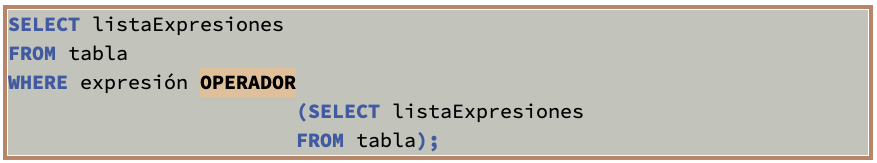 SELECT listaExpresiones
FROM tabla
WHERE expresión OPERADOR
(SELECT listaExpresiones
FROM tabla);